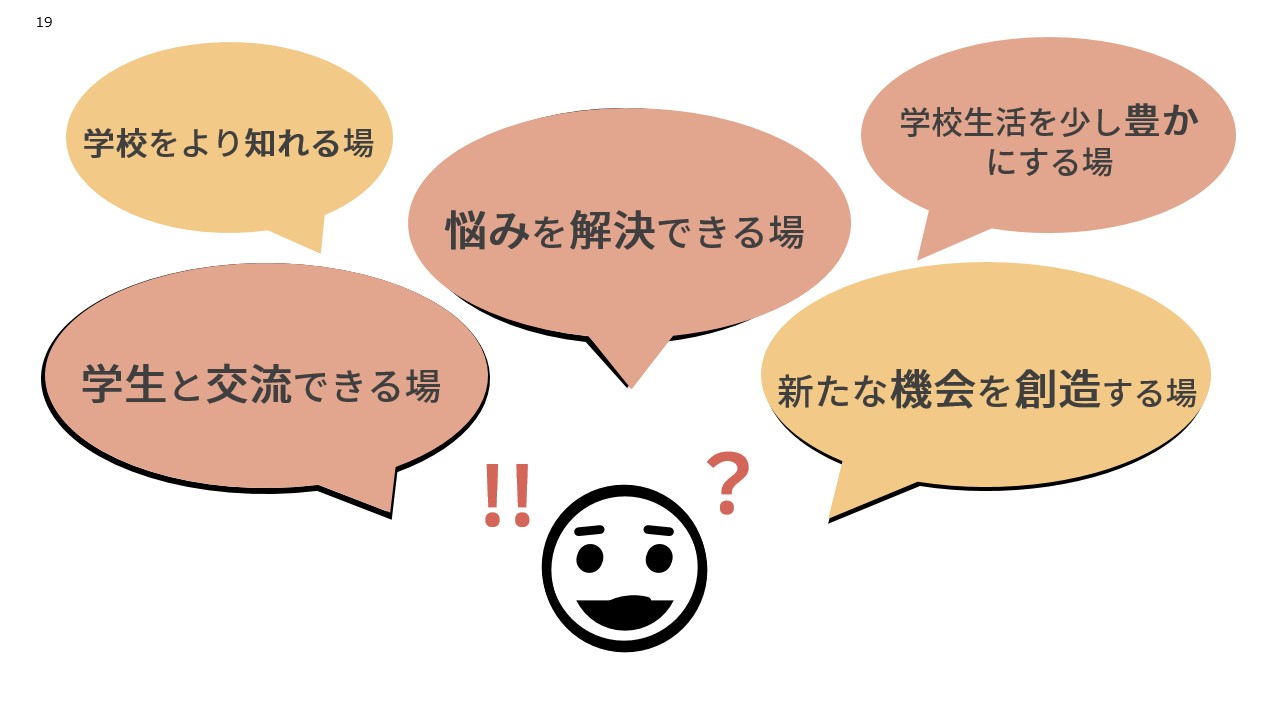 19
学校をより知れる場
学校生活を少し豊か
にする場
悩みを解決できる場
学生と交流できる場
新たな機会を創造する場
!!
?